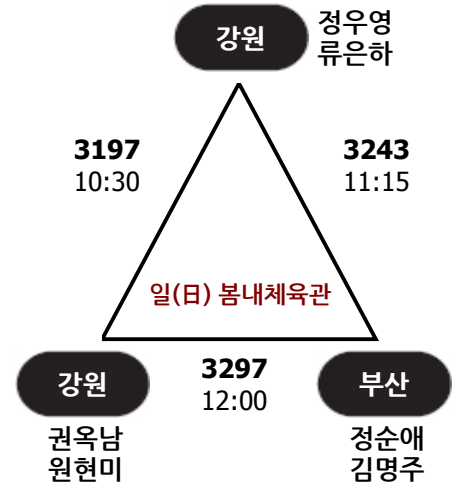 강원
정우영
류은하
3197
10:30
3243
11:15
일(日) 봄내체육관
강원
3297
12:00
부산
권옥남
원현미
정순애
김명주